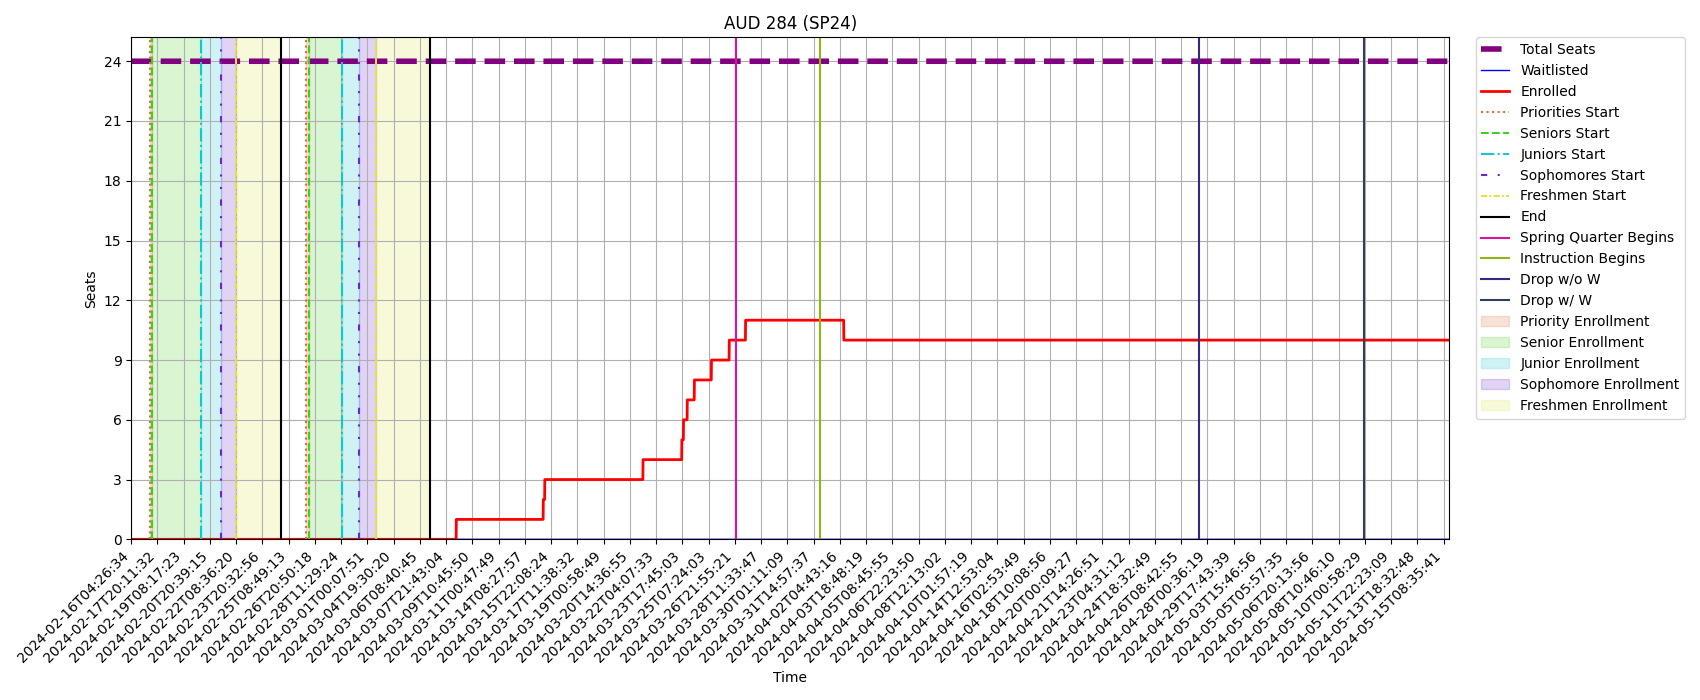 AUD 284 (SP24)
Seats
24
21
18
15
12
9
6
3
0
2024-02-16T04:26:34
2024-02-17T20:11:32
2024-02-19T08:17:23
2024-02-20T20:39:15
2024-02-22T08:36:20
2024-02-23T20:32:56
2024-02-25T08:49:13
2024-02-26T20:50:18
2024-02-28T11:29:24
2024-03-01T00:07:51
2024-03-04T19:30:20
2024-03-06T08:40:45
2024-03-07T21:43:04
2024-03-09T10:45:50
2024-03-11T00:47:49
2024-03-14T08:27:57
2024-03-15T22:08:24
2024-03-17T11:38:32
2024-03-19T00:58:49
2024-03-20T14:36:55
2024-03-22T04:07:33
2024-03-23T17:45:03
2024-03-25T07:24:03
2024-03-26T21:55:21
2024-03-28T11:33:47
2024-03-30T01:11:09
2024-03-31T14:57:37
2024-04-02T04:43:16
2024-04-03T18:48:19
2024-04-05T08:45:55
2024-04-06T22:23:50
2024-04-08T12:13:02
2024-04-10T01:57:19
2024-04-14T12:53:04
2024-04-16T02:53:49
2024-04-18T10:08:56
2024-04-20T00:09:27
2024-04-21T14:26:51
2024-04-23T04:31:12
2024-04-24T18:32:49
2024-04-26T08:42:55
2024-04-28T00:36:19
2024-04-29T17:43:39
2024-05-03T15:46:56
2024-05-05T05:57:35
2024-05-06T20:13:56
2024-05-08T10:46:10
2024-05-10T00:58:29
2024-05-11T22:23:09
2024-05-13T18:32:48
2024-05-15T08:35:41
Time
Total Seats
Waitlisted
Enrolled
Priorities Start
Seniors Start
Juniors Start
Sophomores Start
Freshmen Start
End
Spring Quarter Begins
Instruction Begins
Drop w/o W
Drop w/ W
Priority Enrollment
Senior Enrollment
Junior Enrollment
Sophomore Enrollment
Freshmen Enrollment